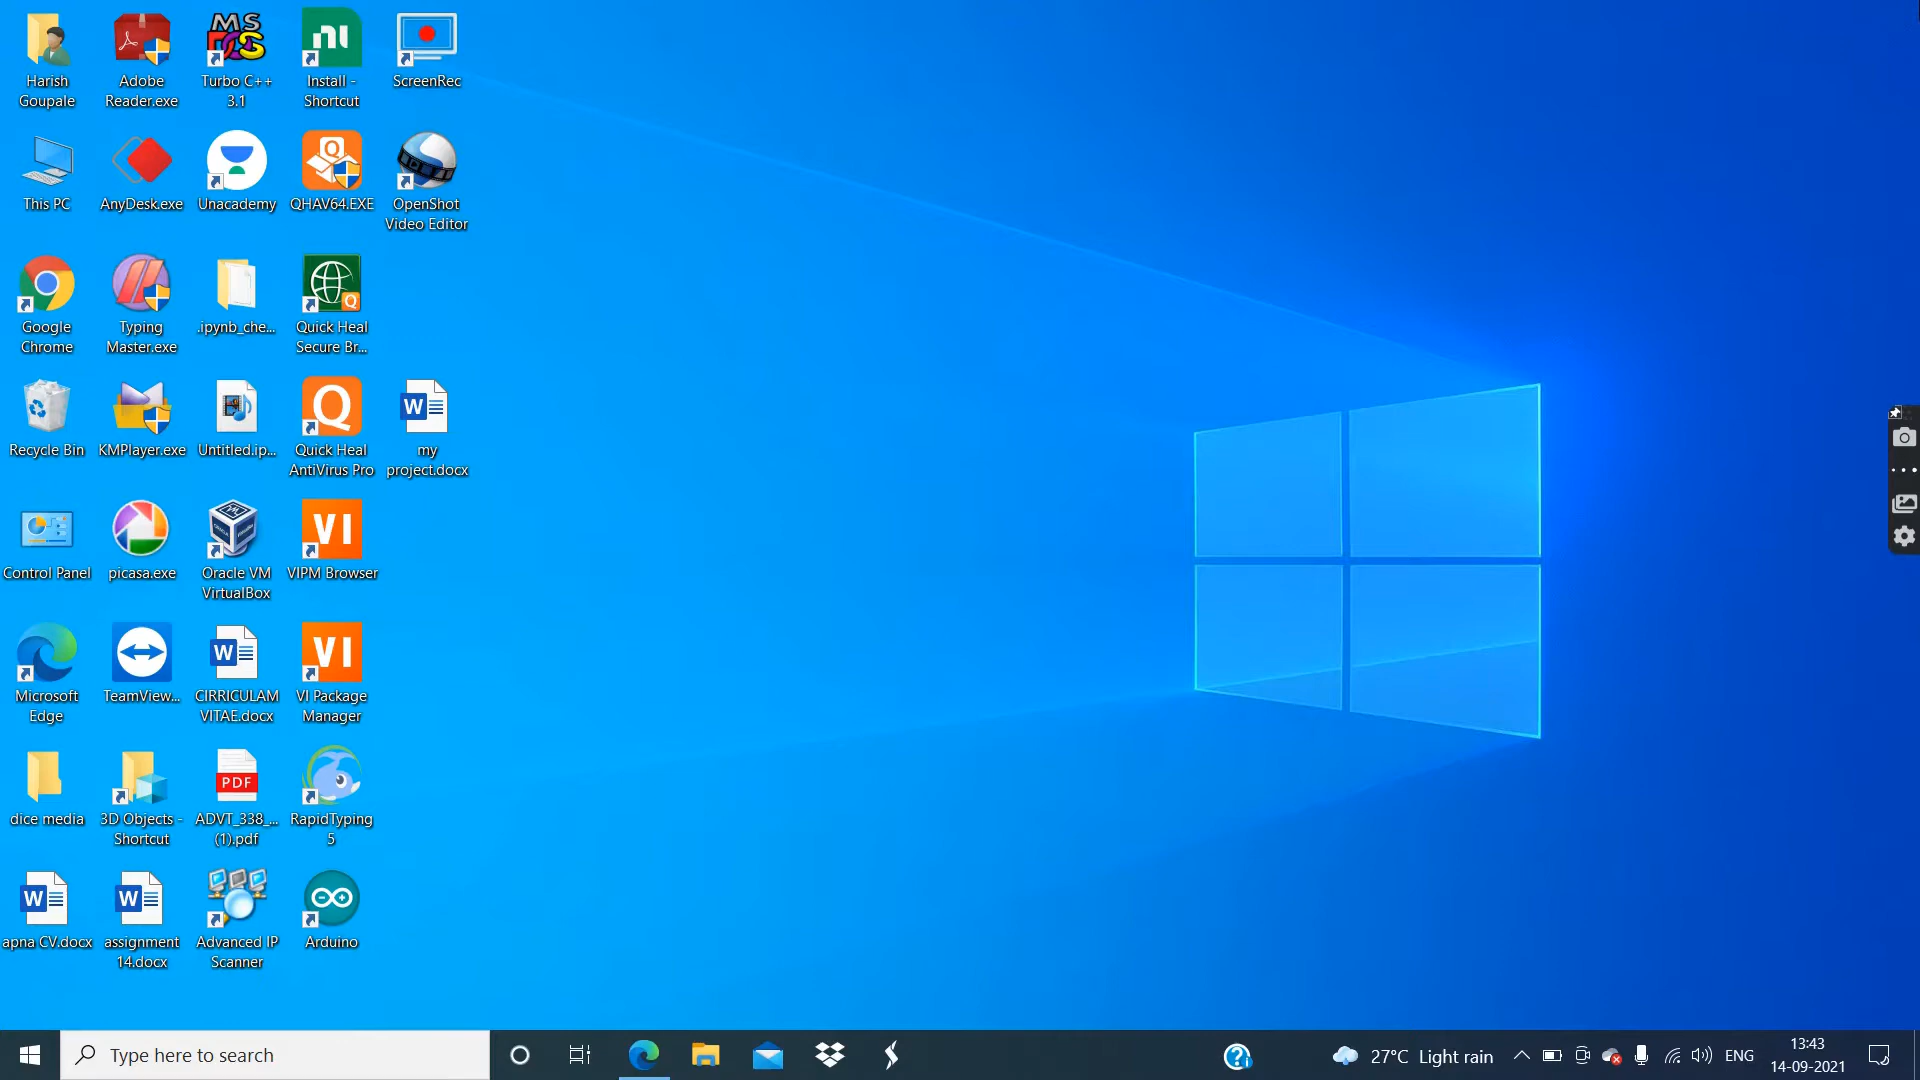 Harish
Goupale
Adobe
Reader.exe
Turbo C++
3.1
Install -
Shortcut
ScreenRec
This PC
AnyDesk.exe
Unacademy
QHAV64.EXE
OpenShot
Video Editor
Google
Chrome
Typing
Master.exe
.ipynb_che...
Quick Heal
Secure Br...
Recycle Bin
KMPlayer.exe
Untitled.ip...
Quick Heal
AntiVirus Pro
my
project.docx
Control Panel
picasa.exe
Oracle VM
VirtualBox
VIPM Browser
Microsoft
Edge
TeamView...
CIRRICULAM
VITAE.docx
VI Package
Manager
dice media
3D Objects -
Shortcut
ADVT_338_...
(1).pdf
RapidTyping
5
apna CV.docx
assignment
14.docx
Advanced IP
Scanner
Arduino
Type here to search
27°C Light rain
ENG
13:43
14-09-2021